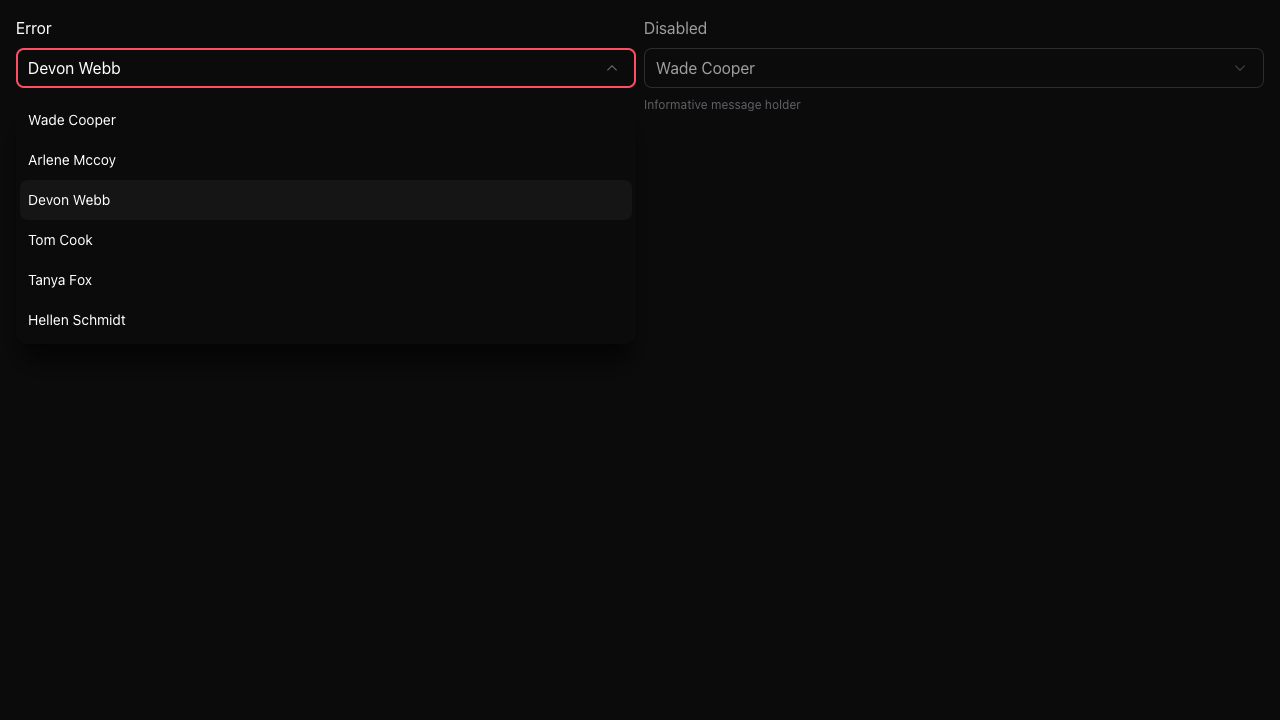 Error
Devon Webb
Wade Cooper
Arlene Mccoy
Devon Webb
Tom Cook
Tanya Fox
Hellen Schmidt
Disabled
Wade Cooper
Informative message holder